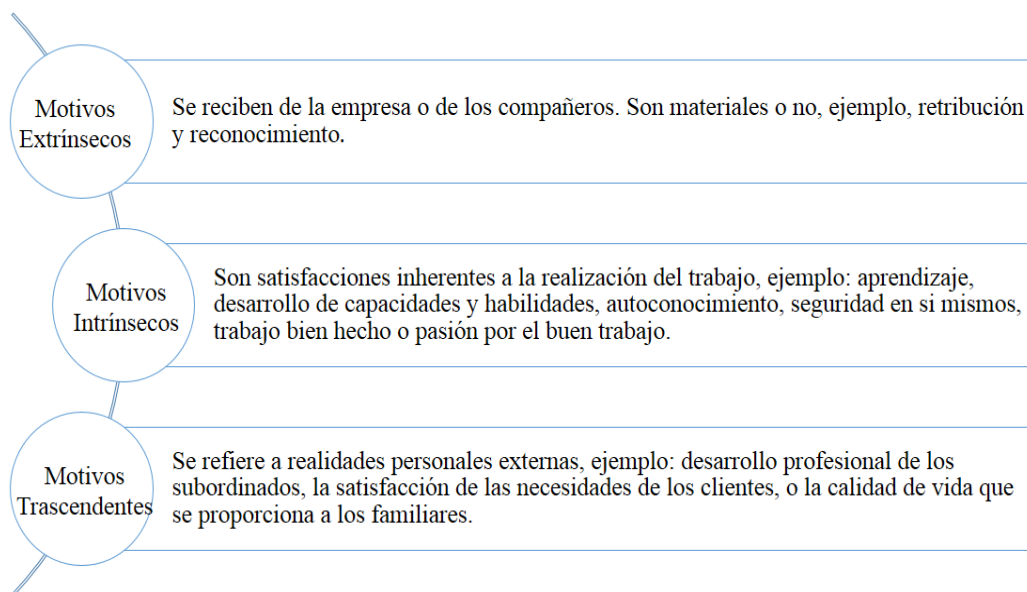 Motivos
Extrínsecos
Se reciben de la empresa o de los compañeros. Son materiales o no, ejemplo, retribución
y reconocimiento.
Motivos
Intrínsecos
Son satisfacciones inherentes a la realización del trabajo, ejemplo: aprendizaje,
desarrollo de capacidades y habilidades, autoconocimiento, seguridad en si mismos,
trabajo bien hecho o pasión por el buen trabajo.
Motivos
Trascendentes
Se refiere a realidades personales externas, ejemplo: desarrollo profesional de los
subordinados, la satisfacción de las necesidades de los clientes, o la calidad de vida que
se proporciona a los familiares.